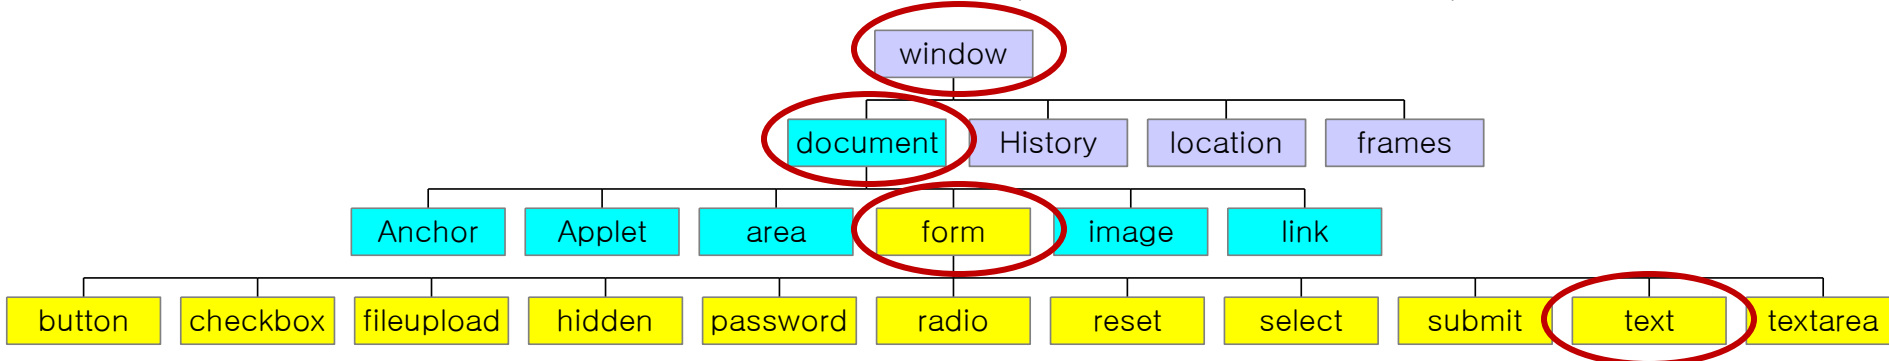 window
document History location frames
Anchor Applet area form image link
button checkbox fileupload hidden password radio reset select submit text textarea